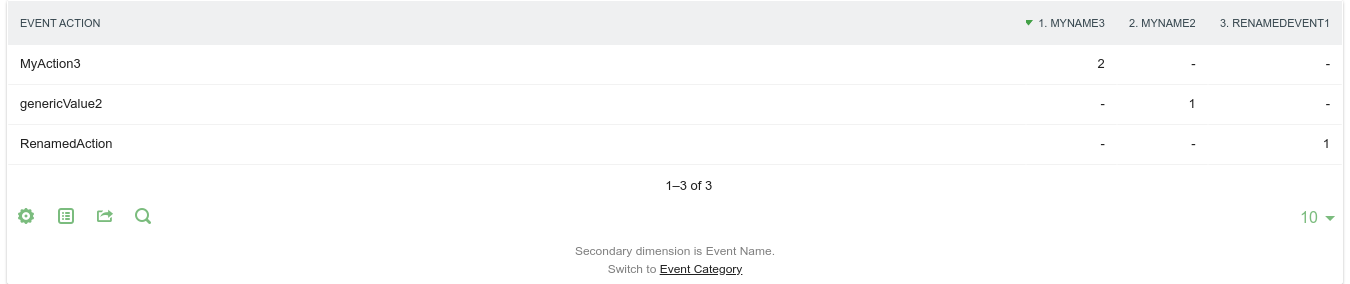 EVENT ACTION 1. MYNAME3 2. MYNAME2 3. RENAMEDEVENT1
MyAction3 2 - -
genericValue2 - 1 -
RenamedAction - - 1
1–3 of 3
10
Secondary dimension is Event Name.
Switch to Event Category